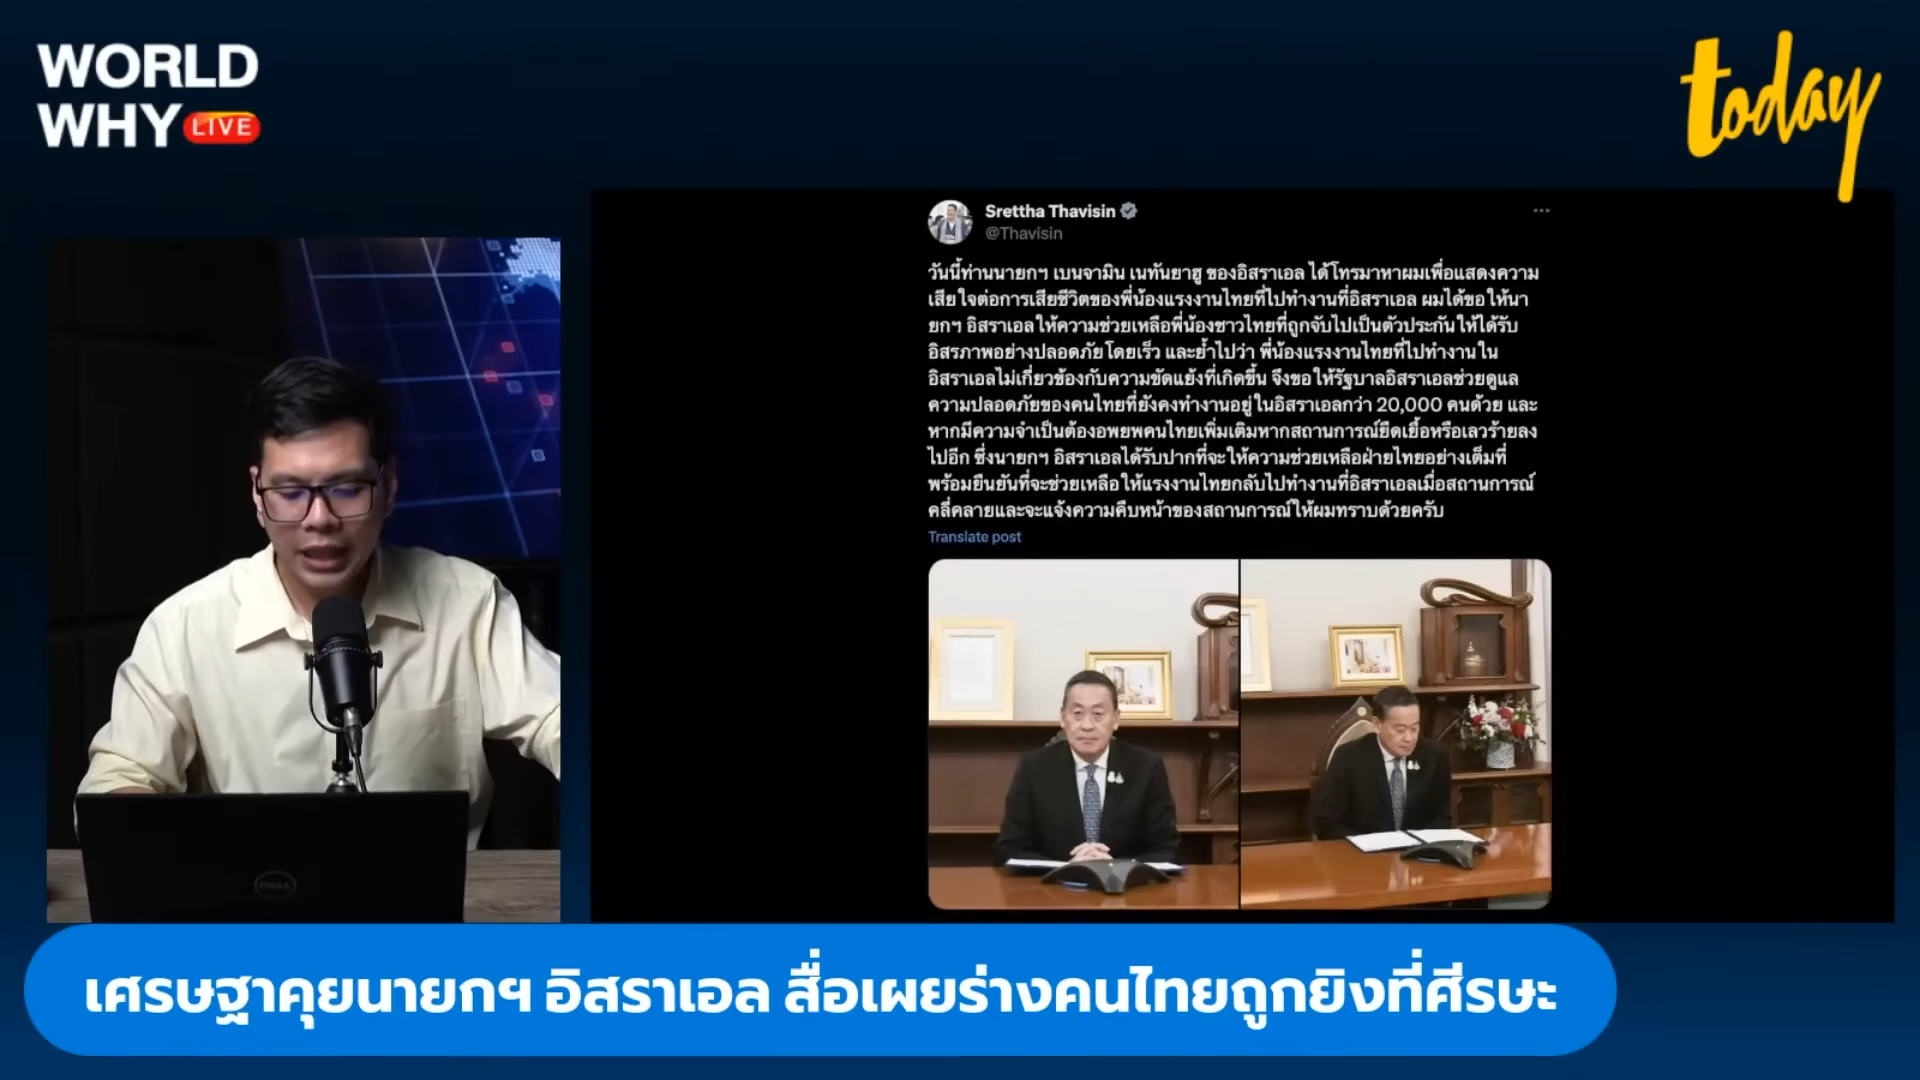 WORLD
WHY LIVE
today
Srettha Thavisin
@Thavisin
วันนี้ท่านนายกฯ เบนจามิน เนทันยาฮู ของอิสราเอล ได้โทรมาหาผมเพื่อแสดงความ
เสียใจต่อการเสียชีวิตของพี่น้องแรงงานไทยที่ไปทำงานที่อิสราเอล ผมได้ขอให้นา
ยกฯ อิสราเอลให้ความช่วยเหลือพี่น้องชาวไทยที่ถูกจับไปเป็นตัวประกันให้ได้รับ
อิสรภาพอย่างปลอดภัยโดยเร็ว และย้ำไปว่า พี่น้องแรงงานไทยที่ไปทำงานใน
อิสราเอลไม่เกี่ยวข้องกับความขัดแย้งที่เกิดขึ้น จึงขอให้รัฐบาลอิสราเอลช่วยดูแล
ความปลอดภัยของคนไทยที่ยังคงทำงานอยู่ในอิสราเอลกว่า 20,000 คนด้วย และ
หากมีความจำเป็นต้องอพยพคนไทยเพิ่มเติมหากสถานการณ์ยืดเยื้อหรือเลวร้ายลง
ไปอีก ซึ่งนายกฯ อิสราเอลได้รับปากที่จะให้ความช่วยเหลือฝ่ายไทยอย่างเต็มที่
พร้อมยืนยันที่จะช่วยเหลือให้แรงงานไทยกลับไปทำงานที่อิสราเอลเมื่อสถานการณ์
คลี่คลายและจะแจ้งความคืบหน้าของสถานการณ์ให้ผมทราบด้วยครับ
Translate post
DELL
เศรษฐาคุยนายกฯ อิสราเอล สื่อเผยร่างคนไทยถูกยิงที่ศีรษะ